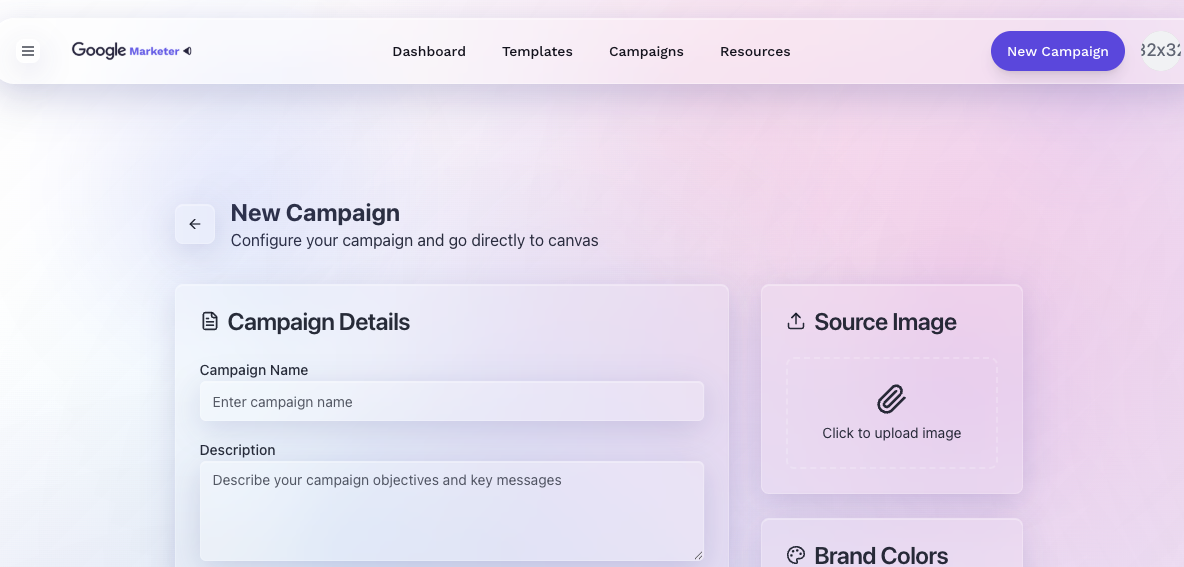 Google Marketer
Dashboard
Templates
Campaigns
Resources
New Campaign
32x32
New Campaign
Configure your campaign and go directly to canvas
Campaign Details
Campaign Name
Enter campaign name
Description
Describe your campaign objectives and key messages
Source Image
Click to upload image
Brand Colors